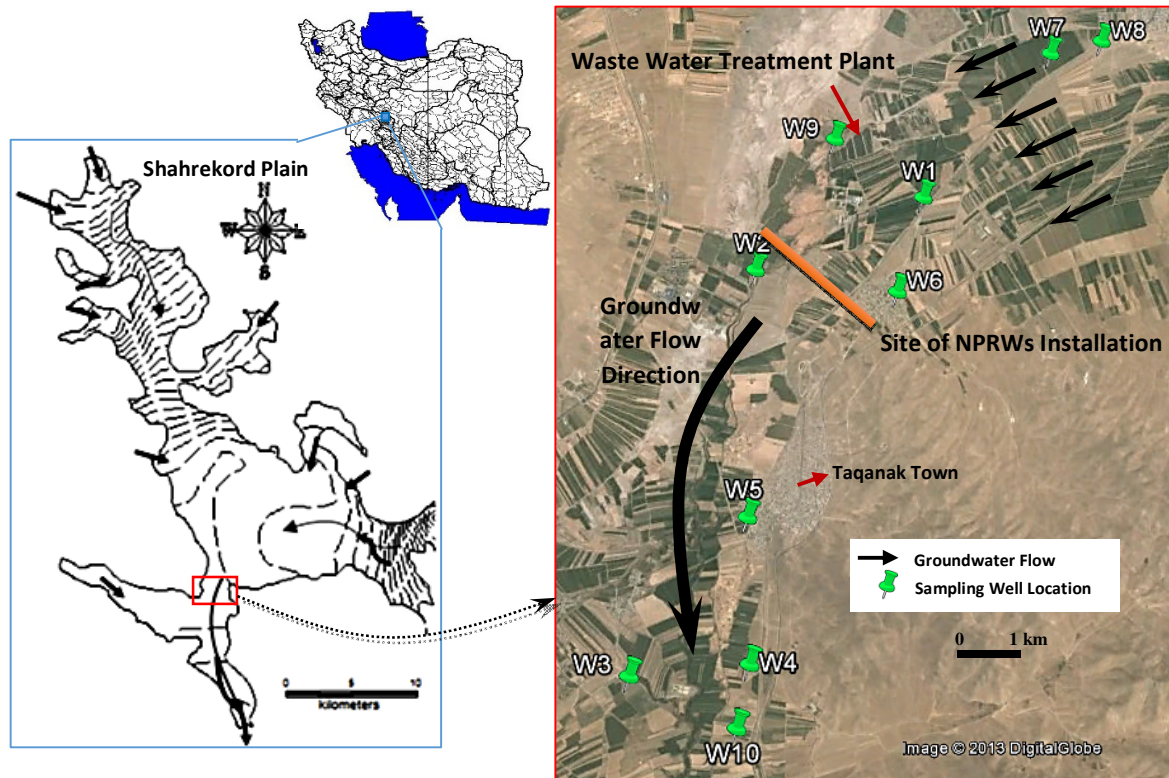 Shahrekord Plain
N
W
E
S
0
5
10
kilometers
Waste Water Treatment Plant
W7
W8
W9
W1
W2
W6
Groundw
ater Flow
Direction
Site of NPRWs Installation
Taqanak Town
W5
Groundwater Flow
Sampling Well Location
0 1 km
W3
W4
W10
Image © 2013 DigitalGlobe